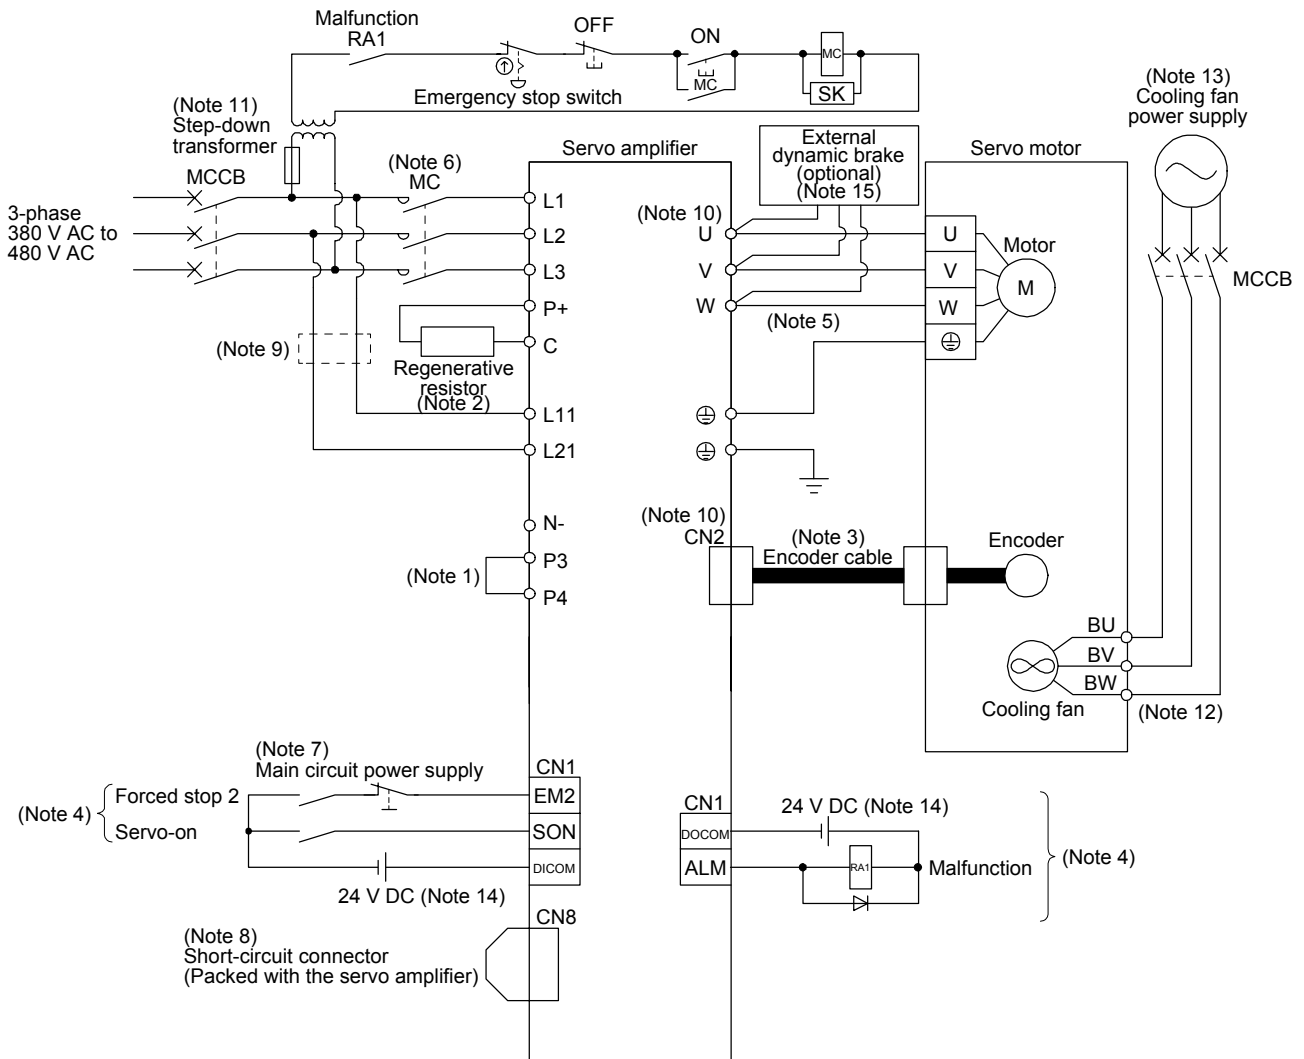 Malfunction
RA1
OFF
ON
MC
MC
SK
Emergency stop switch
(Note 11)
Step-down
transformer
(Note 13)
Cooling fan
power supply
MCCB
(Note 6)
MC
Servo amplifier
External
dynamic brake
(optional)
(Note 15)
Servo motor
3-phase
380 V AC to
480 V AC
L1
L2
L3
P+
C
(Note 10)
U
V
W
U
V
W
Motor
M
MCCB
(Note 5)
(Note 9)
Regenerative
resistor
(Note 2)
L11
L21
N-
P3
P4
(Note 1)
(Note 10)
CN2
(Note 3)
Encoder cable
Encoder
BU
BV
BW
Cooling fan
(Note 12)
(Note 7)
Main circuit power supply
CN1
(Note 4)
Forced stop 2
Servo-on
EM2
SON
DICOM
24 V DC (Note 14)
CN1
DOCOM
ALM
24 V DC (Note 14)
RA1
Malfunction
(Note 4)
CN8
(Note 8)
Short-circuit connector
(Packed with the servo amplifier)